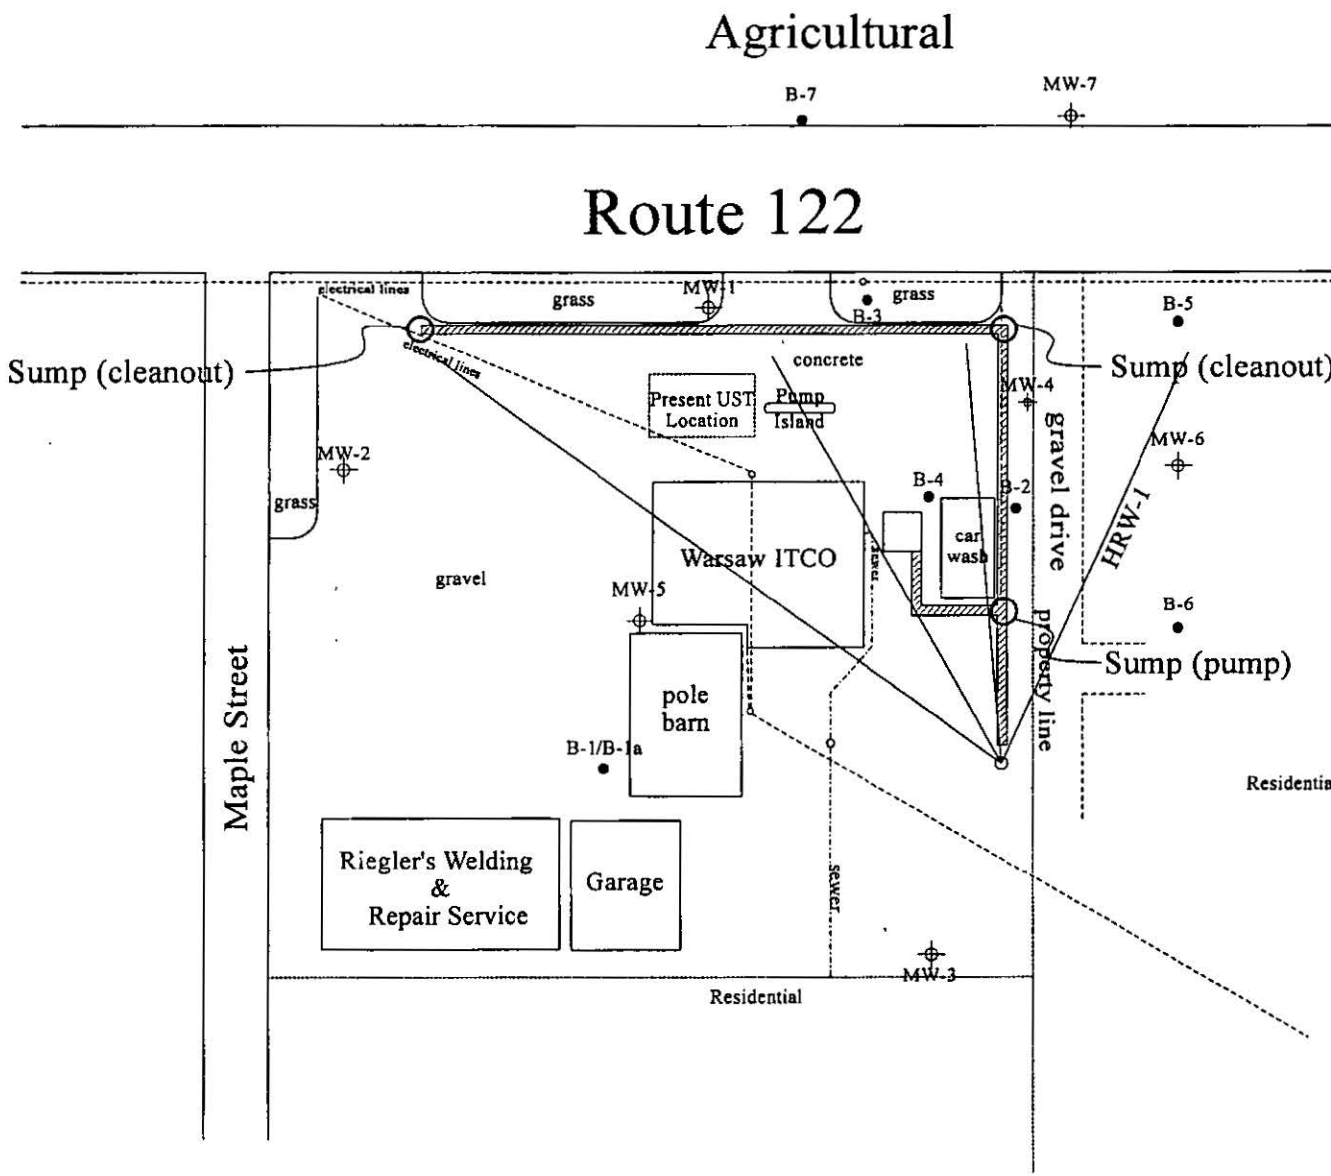 Agricultural
B-7
MW-7
Route 122
electrical lines
grass
MW-1
B-3
grass
B-5
Sump (cleanout)
electrical lines
concrete
Sump (cleanout)
Present UST
Location
Pump
Island
MW-4
MW-2
gravel drive
MW-6
grass
B-4
B-2
HRW-1
car
wash
Warsaw ITCO
sewer
gravel
MW-5
B-6
property line
Sump (pump)
pole
barn
Maple Street
B-1/B-1a
Residentia
Riegler's Welding
&
Repair Service
Garage
sewer
MW-3
Residential